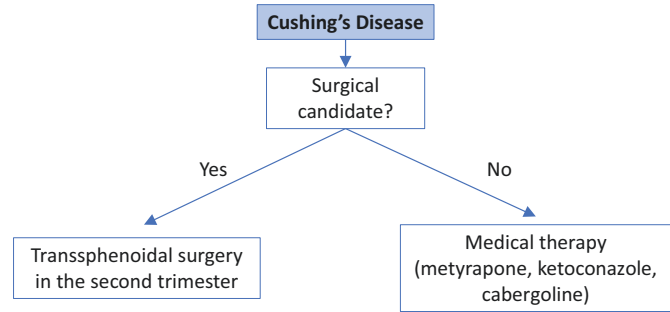 Cushing’s Disease
Surgical
candidate?
Yes
No
Transsphenoidal surgery
in the second trimester
Medical therapy
(metyrapone, ketoconazole,
cabergoline)